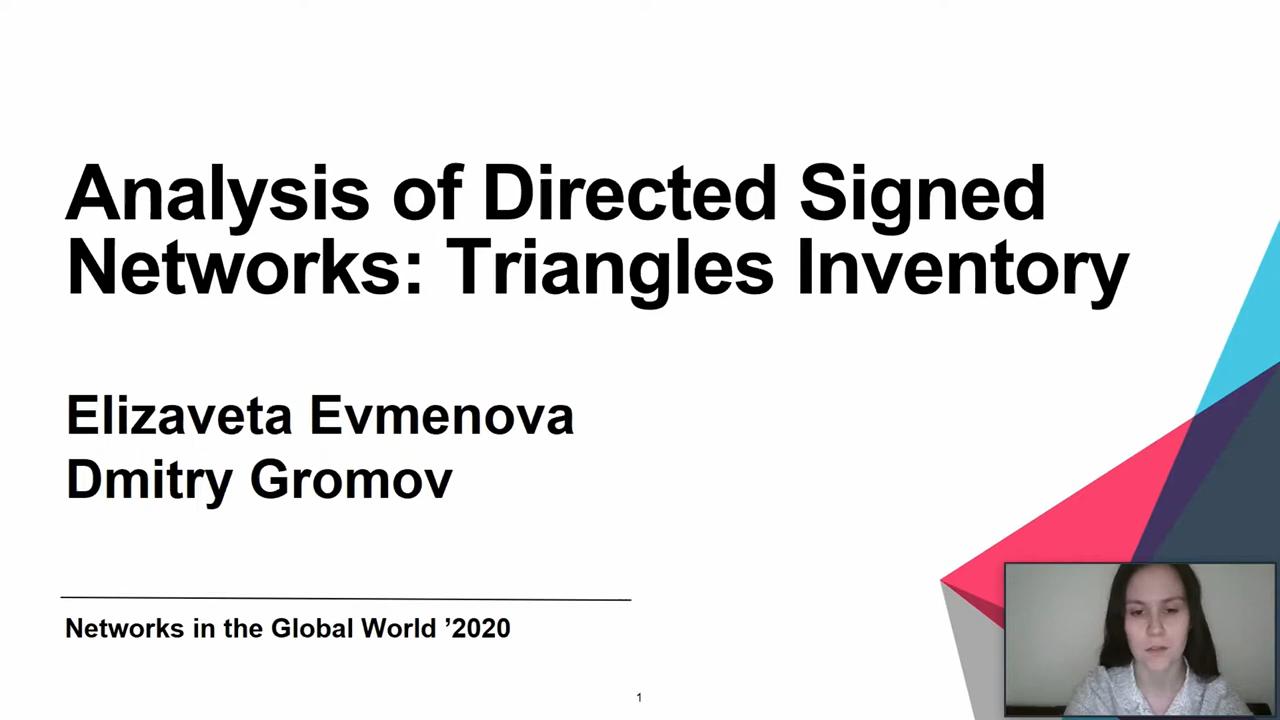 Analysis of Directed Signed
Networks: Triangles Inventory
Elizaveta Evmenova
Dmitry Gromov
Networks in the Global World ’2020
1